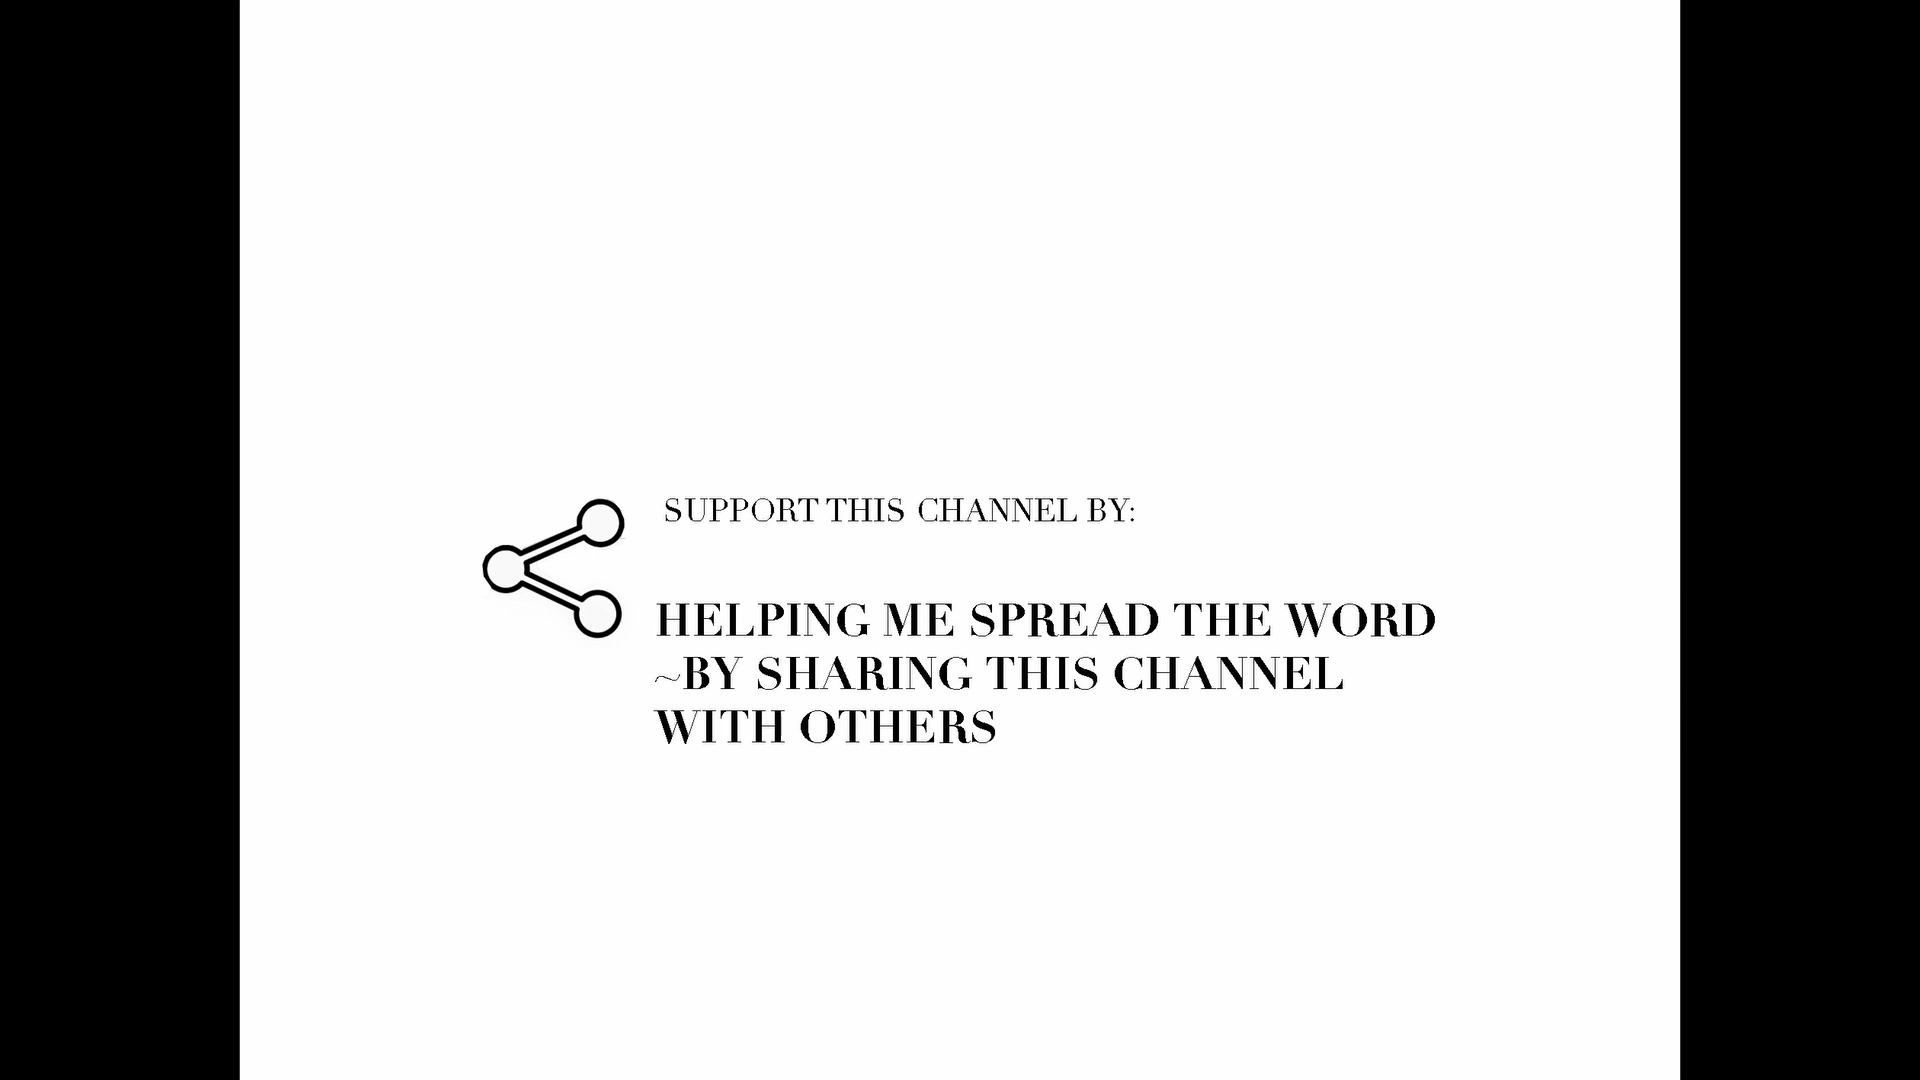 SUPPORT THIS CHANNEL BY:
HELPING ME SPREAD THE WORD
~BY SHARING THIS CHANNEL
WITH OTHERS